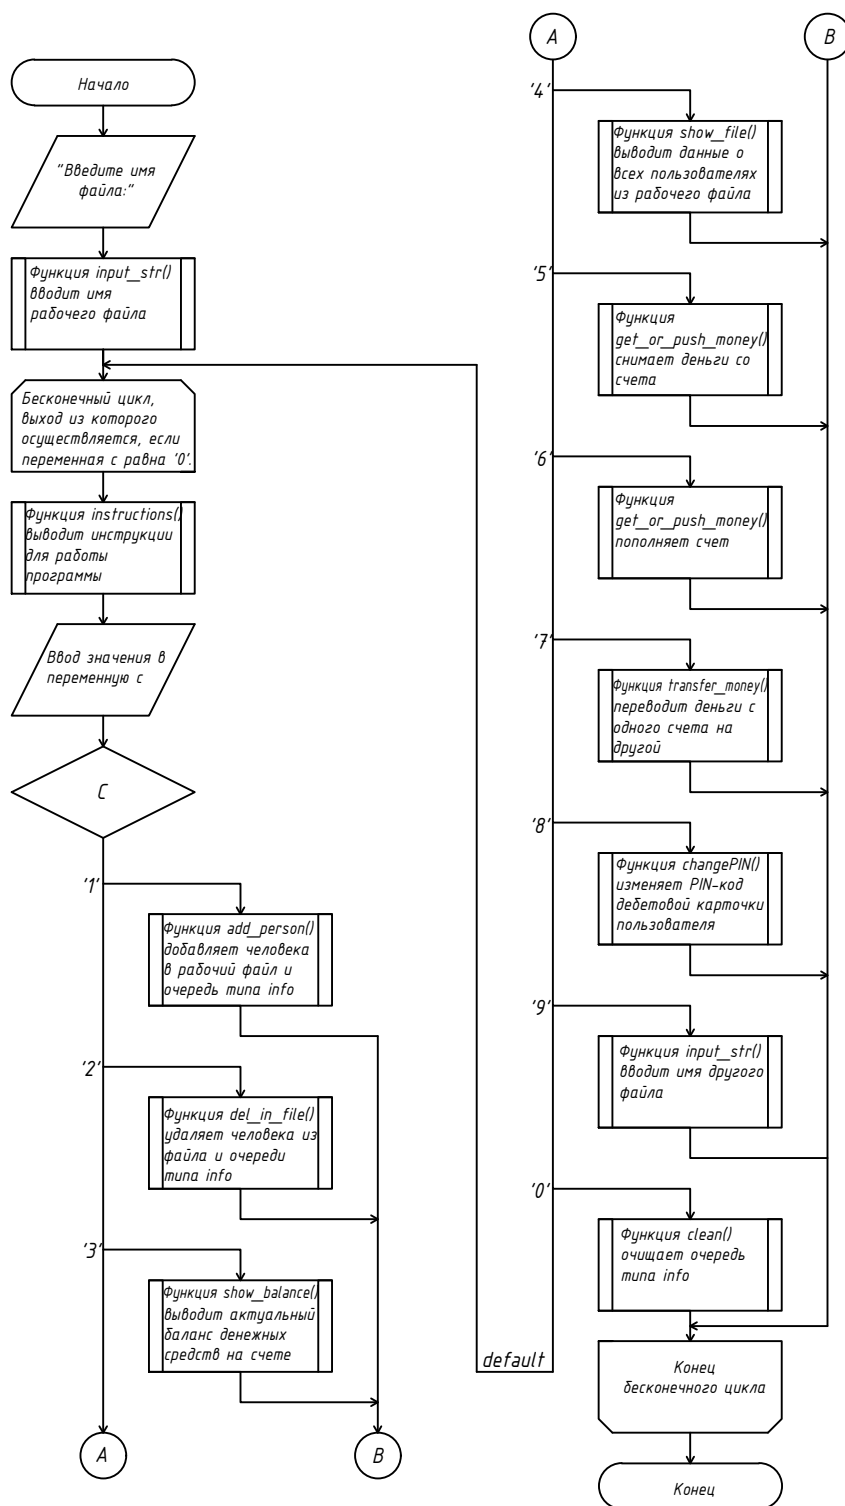 Начало
"Введите имя
файла:"
Функция input_str()
вводит имя
рабочего файла
Бесконечный цикл,
выход из которого
осуществляется, если
переменная с равна '0'.
Функция instructions()
выводит инструкции
для работы
программы
Ввод значения в
переменную с
С
'1'
Функция add_person()
добавляет человека
в рабочий файл и
очередь типа info
'2'
Функция del_in_file()
удаляет человека из
файла и очереди
типа info
'3'
Функция show_balance()
выводит актуальный
баланс денежных
средств на счете
A
B
A
B
'4'
Функция show_file()
выводит данные о
всех пользователях
из рабочего файла
'5'
Функция
get_or_push_money()
снимает деньги со
счета
'6'
Функция
get_or_push_money()
пополняет счет
'7'
Функция transfer_money()
переводит деньги с
одного счета на
другой
'8'
Функция changePIN()
изменяет PIN-код
дебетовой карточки
пользователя
'9'
Функция input_str()
вводит имя другого
файла
'0'
Функция clean()
очищает очередь
типа info
default
Конец
бесконечного цикла
Конец